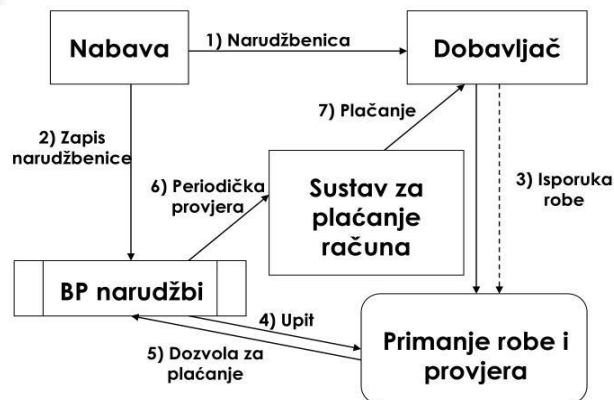 Nabava
1) Narudžbenica
Dobavljač
2) Zapis
narudžbenice
7) Plačanje
6) Periodička
provjera
Sustav za
plaćanje
računa
3) Isporuka
robe
BP narudžbi
4) Upit
5) Dozvola za
plaćanje
Primanje robe i
provjera